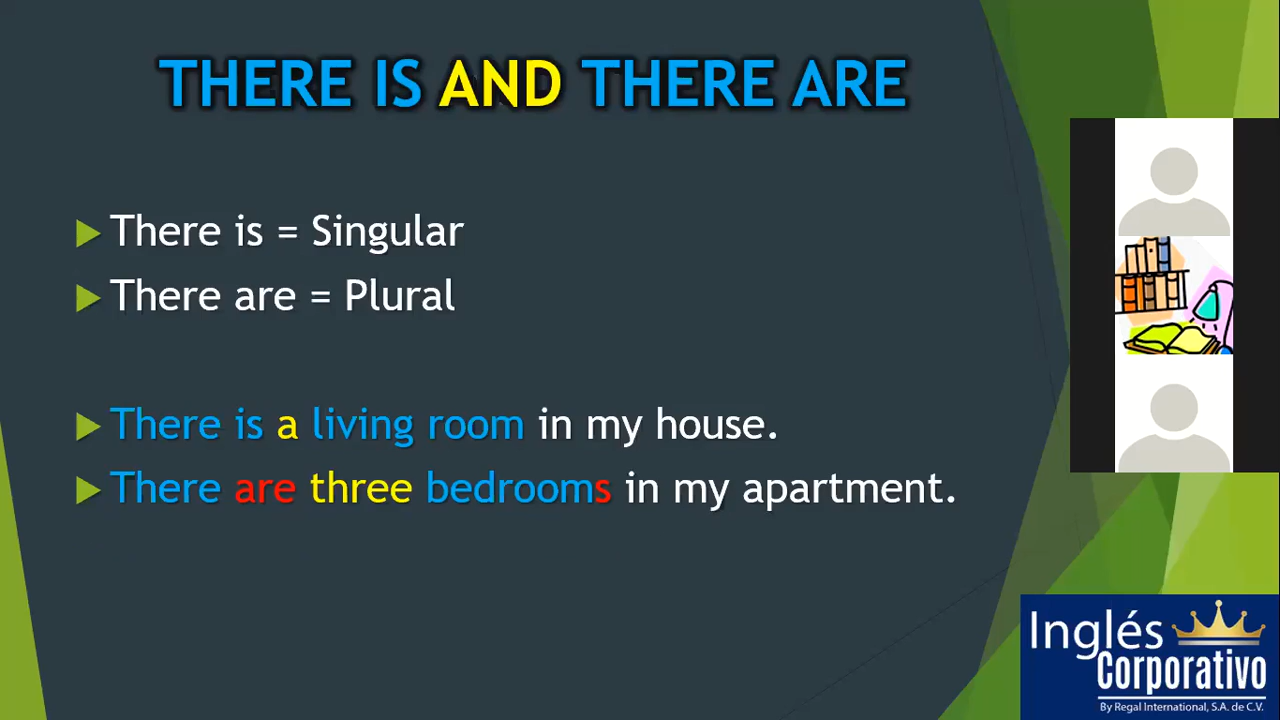 THERE IS AND THERE ARE
There is = Singular
There are = Plural
There is a living room in my house.
There are three bedrooms in my apartment.
Inglés
Corporativo
By Regal International, S.A. de C.V.